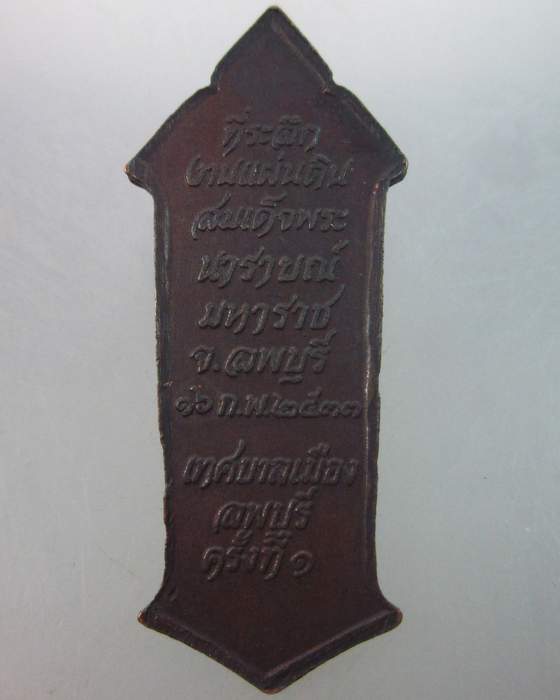 ที่ระลึก
งานแผ่นดิน
สมเด็จพระ
นารายณ์
มหาราช
จ.ลพบุรี
๑๖ ก.พ.๒๕๓๓
เทศบาลเมือง
ลพบุรี
ครั้งที่ ๑